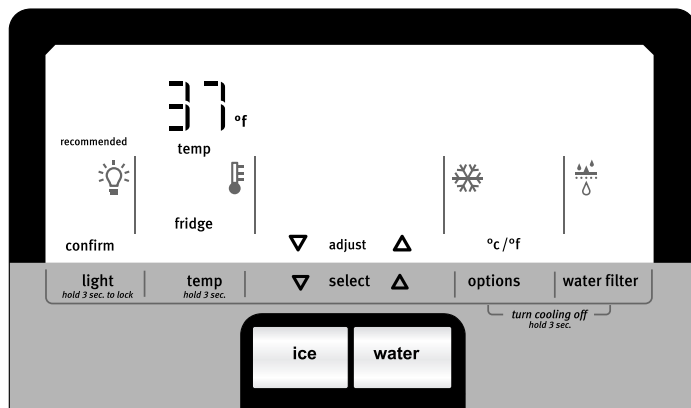 37 °f
recommended
temp
fridge
confirm
adjust
°c/°f
light
temp
select
options
water filter
hold 3 sec. to lock
hold 3 sec.
turn cooling off
hold 3 sec.
ice
water